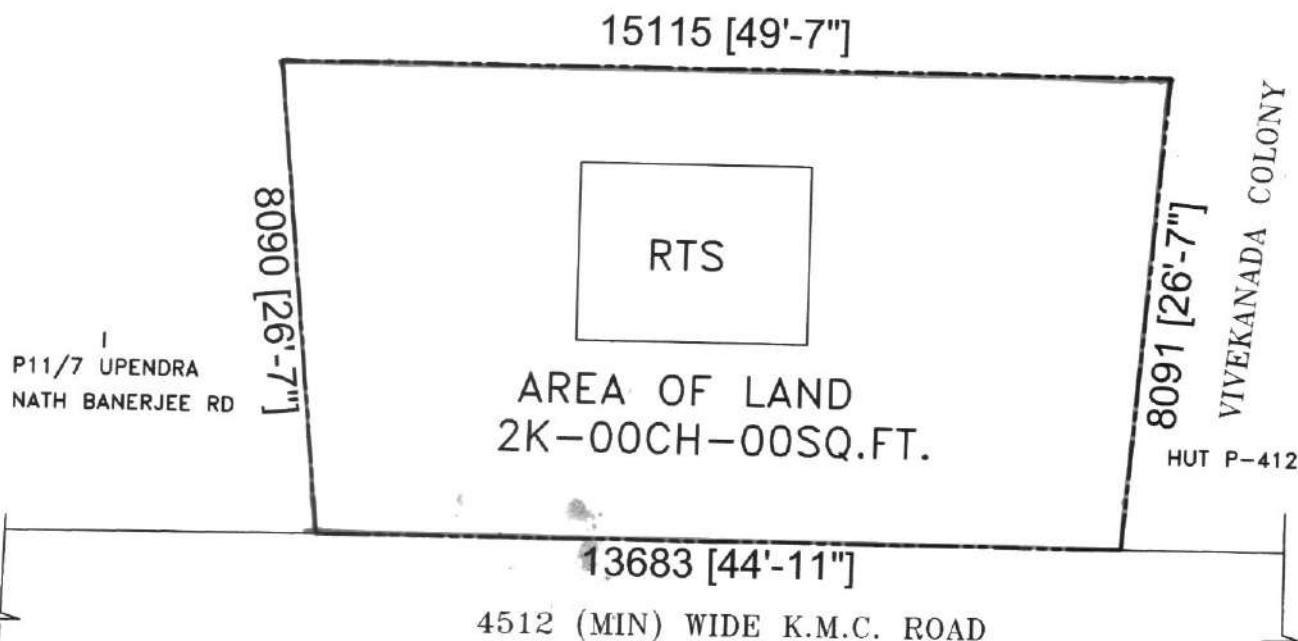 15115 [49'-7"]
8090 [26'-7"]
RTS
8091 [26'-7"]
VIVEKANADA COLONY
P11/7 UPENDRA
NATH BANERJEE RD
AREA OF LAND
2K-00CH-00SQ.FT.
HUT P-412
13683 [44'-11"]
4512 (MIN) WIDE K.M.C. ROAD